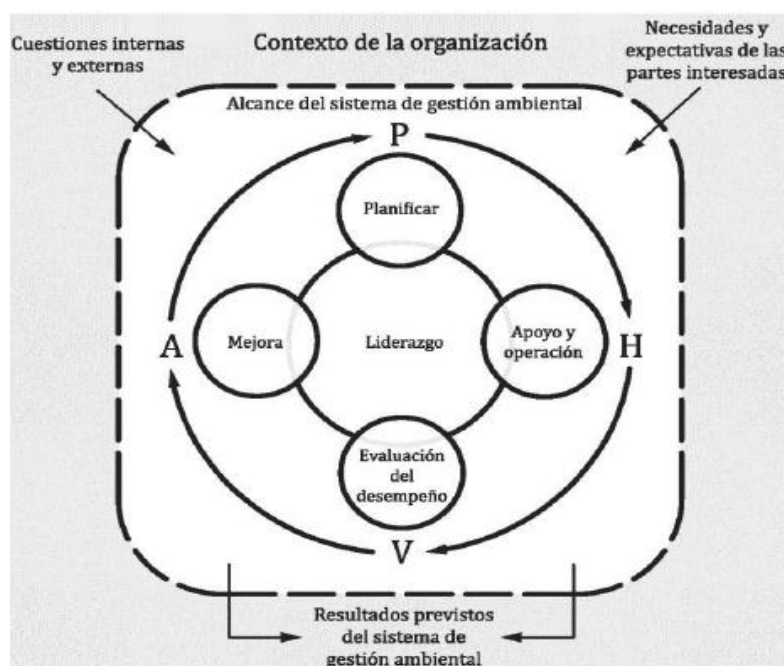 Cuestiones internas
y externas
Contexto de la organización
Necesidades y
expectativas de las
partes interesadas
Alcance del sistema de gestión ambiental
P
Planificar
A
Mejora
Liderazgo
Apoyo y
operación
H
Evaluación
del
desempeño
V
Resultados previstos
del sistema de
gestión ambiental